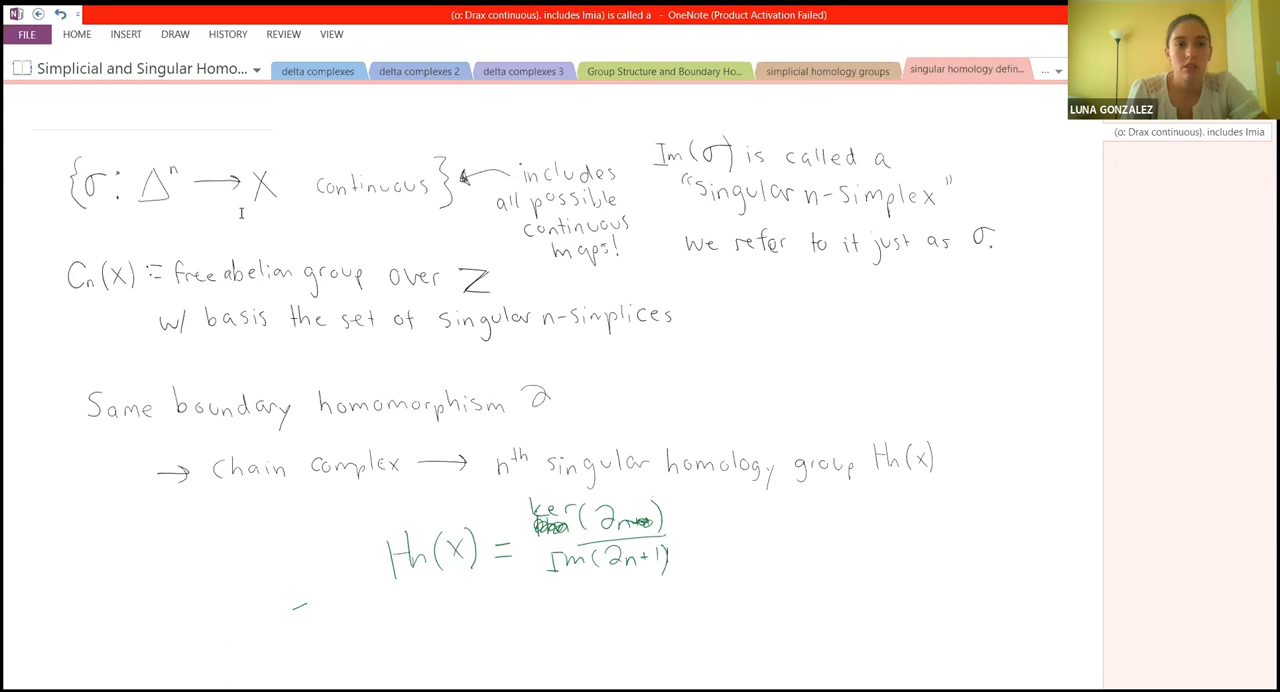 (o: Drax continuous). includes Imia) is called a - OneNote (Product Activation Failed)
FILE HOME INSERT DRAW HISTORY REVIEW VIEW
Simplicial and Singular Homo... delta complexes delta complexes 2 delta complexes 3 Group Structure and Boundary Ho... simplicial homology groups singular homology defin... ...
LUNA GONZALEZ
(o: Drax continuous). includes Imia
{σ: Δⁿ → X continuous} ← includes
all possible
continuous
maps!
Im(σ) is called a
"singular n-simplex"
we refer to it just as σ.
Cn(X) := free abelian group over Z
w/ basis the set of singular n-simplices
Same boundary homomorphism ∂
→ Chain complex → nth singular homology group Hn(X)
Hn(X) = ker(∂n)
Im(∂n+1)